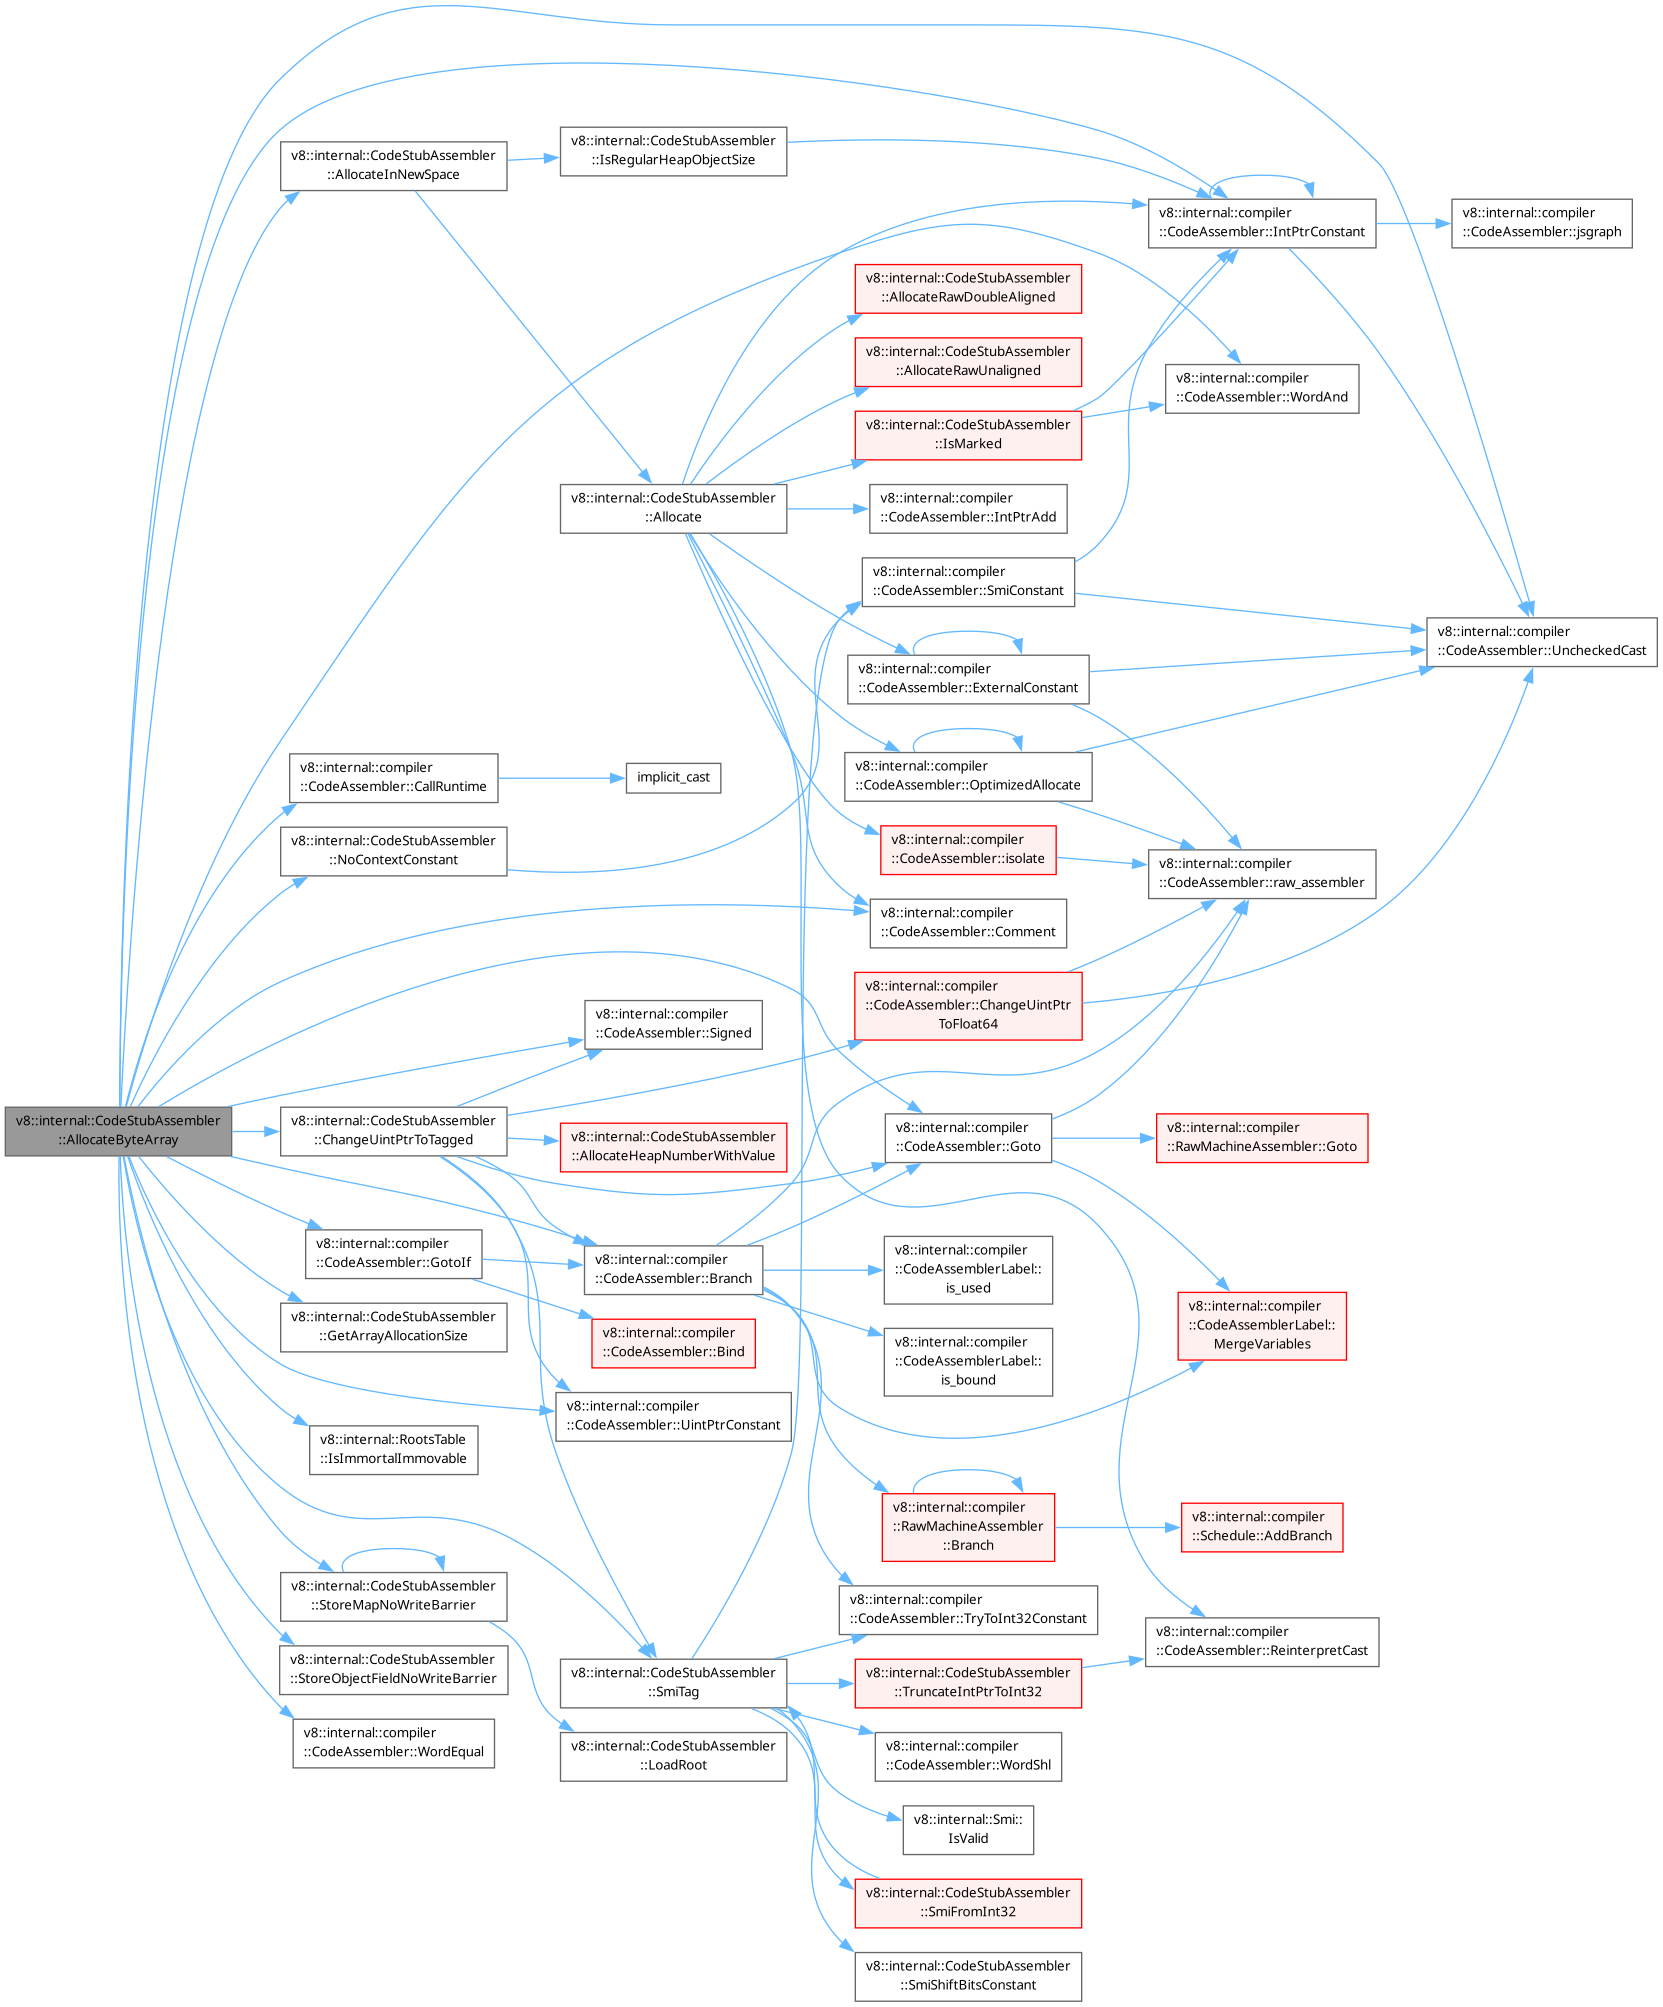 v8::internal::CodeStubAssembler
::AllocateInNewSpace
v8::internal::CodeStubAssembler
::IsRegularHeapObjectSize
v8::internal::compiler
::CodeAssembler::IntPtrConstant
v8::internal::compiler
::CodeAssembler::jsgraph
v8::internal::CodeStubAssembler
::AllocateRawDoubleAligned
v8::internal::CodeStubAssembler
::AllocateRawUnaligned
v8::internal::compiler
::CodeAssembler::WordAnd
v8::internal::CodeStubAssembler
::IsMarked
v8::internal::CodeStubAssembler
::Allocate
v8::internal::compiler
::CodeAssembler::IntPtrAdd
v8::internal::compiler
::CodeAssembler::SmiConstant
v8::internal::compiler
::CodeAssembler::UncheckedCast
v8::internal::compiler
::CodeAssembler::ExternalConstant
v8::internal::compiler
::CodeAssembler::CallRuntime
implicit_cast
v8::internal::compiler
::CodeAssembler::OptimizedAllocate
v8::internal::CodeStubAssembler
::NoContextConstant
v8::internal::compiler
::CodeAssembler::isolate
v8::internal::compiler
::CodeAssembler::raw_assembler
v8::internal::compiler
::CodeAssembler::Comment
v8::internal::compiler
::CodeAssembler::Signed
v8::internal::compiler
::CodeAssembler::ChangeUintPtr
ToFloat64
v8::internal::CodeStubAssembler
::AllocateByteArray
v8::internal::CodeStubAssembler
::ChangeUintPtrToTagged
v8::internal::CodeStubAssembler
::AllocateHeapNumberWithValue
v8::internal::compiler
::CodeAssembler::Goto
v8::internal::compiler
::RawMachineAssembler::Goto
v8::internal::compiler
::CodeAssembler::GotoIf
v8::internal::compiler
::CodeAssembler::Branch
v8::internal::compiler
::CodeAssemblerLabel::
is_used
v8::internal::CodeStubAssembler
::GetArrayAllocationSize
v8::internal::compiler
::CodeAssembler::Bind
v8::internal::compiler
::CodeAssemblerLabel::
is_bound
v8::internal::compiler
::CodeAssemblerLabel::
MergeVariables
v8::internal::compiler
::CodeAssembler::UintPtrConstant
v8::internal::RootsTable
::IsImmortalImmovable
v8::internal::compiler
::RawMachineAssembler
::Branch
v8::internal::compiler
::Schedule::AddBranch
v8::internal::CodeStubAssembler
::StoreMapNoWriteBarrier
v8::internal::compiler
::CodeAssembler::TryToInt32Constant
v8::internal::compiler
::CodeAssembler::ReinterpretCast
v8::internal::CodeStubAssembler
::StoreObjectFieldNoWriteBarrier
v8::internal::CodeStubAssembler
::SmiTag
v8::internal::CodeStubAssembler
::TruncateIntPtrToInt32
v8::internal::compiler
::CodeAssembler::WordEqual
v8::internal::CodeStubAssembler
::LoadRoot
v8::internal::compiler
::CodeAssembler::WordShl
v8::internal::Smi::
IsValid
v8::internal::CodeStubAssembler
::SmiFromInt32
v8::internal::CodeStubAssembler
::SmiShiftBitsConstant